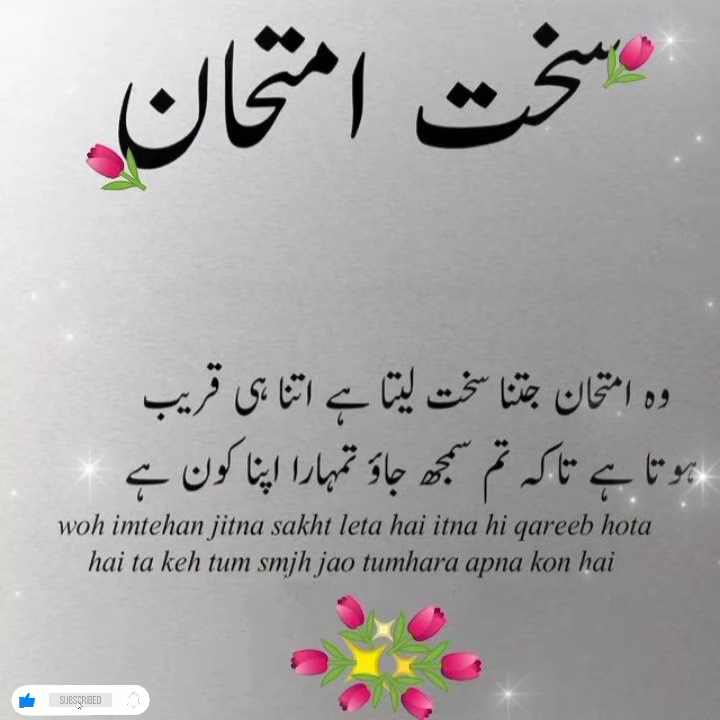 سخت امتحان
وہ امتحان جتنا سخت لیتا ہے اتنا ہی قریب
ہوتا ہے تاکہ تم سمجھ جاؤ تمہارا اپنا کون ہے
woh imtehan jitna sakht leta hai itna hi qareeb hota
hai ta keh tum smjh jao tumhara apna kon hai
SUBSCRIBED